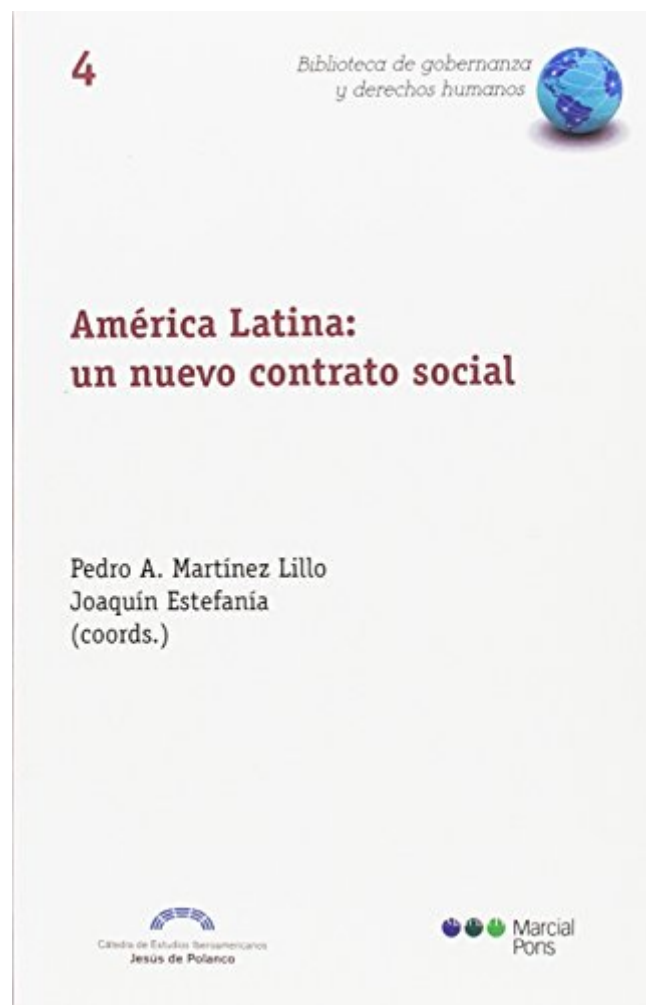 4
Biblioteca de gobernanza
y derechos humanos
América Latina:
un nuevo contrato social
Pedro A. Martínez Lillo
Joaquín Estefanía
(coords.)
Cátedra de Estudios Iberoamericanos
Jesús de Polanco
Marcial
Pons